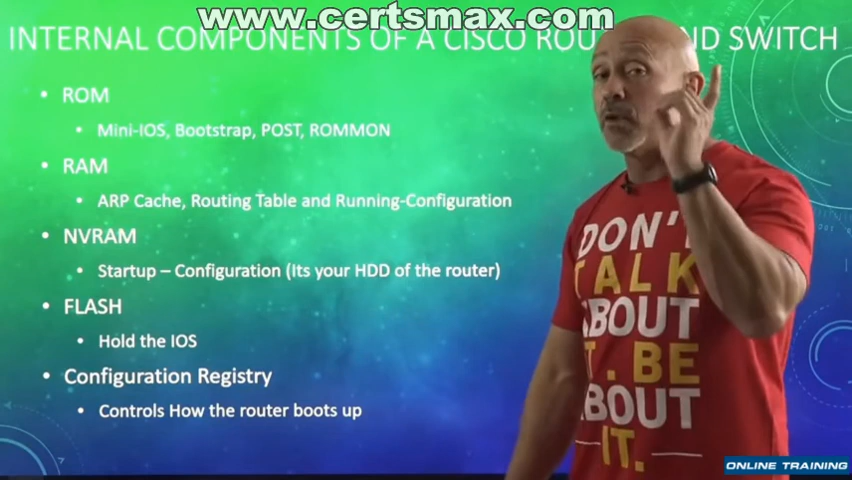 www.certsmax.com
INTERNAL COMPONENTS OF A CISCO ROUTER AND SWITCH
• ROM
• Mini-IOS, Bootstrap, POST, ROMMON
• RAM
• ARP Cache, Routing Table and Running-Configuration
• NVRAM
• Startup – Configuration (Its your HDD of the router)
• FLASH
• Hold the IOS
• Configuration Registry
• Controls How the router boots up
DON'T
TALK
ABOUT
IT. BE
ABOUT
IT.
ONLINE TRAINING